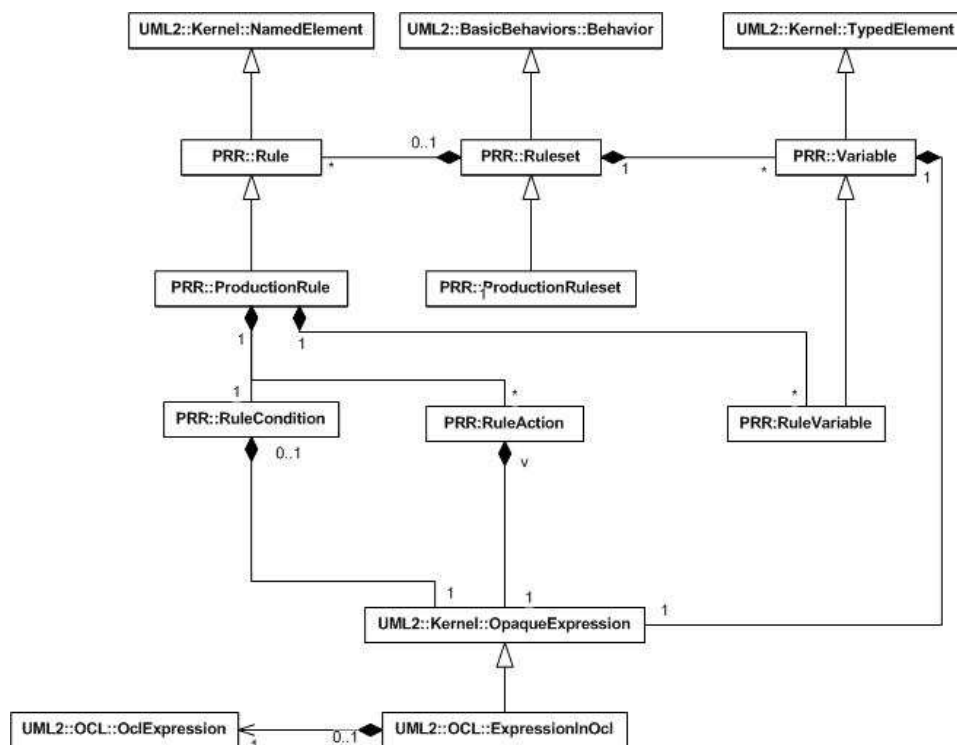 UML2::Kernel::NamedElement
UML2::BasicBehaviors::Behavior
UML2::Kernel::TypedElement
0..1
PRR::Rule
PRR::Ruleset
PRR::Variable
*
1
*
1
PRR::ProductionRule
PRR::ProductionRuleset
1
1
1
*
*
PRR::RuleCondition
PRR:RuleAction
PRR:RuleVariable
0..1
v
1
1
1
UML2::Kernel::OpaqueExpression
UML2::OCL::OclExpression
UML2::OCL::ExpressionInOcl
*
0..1